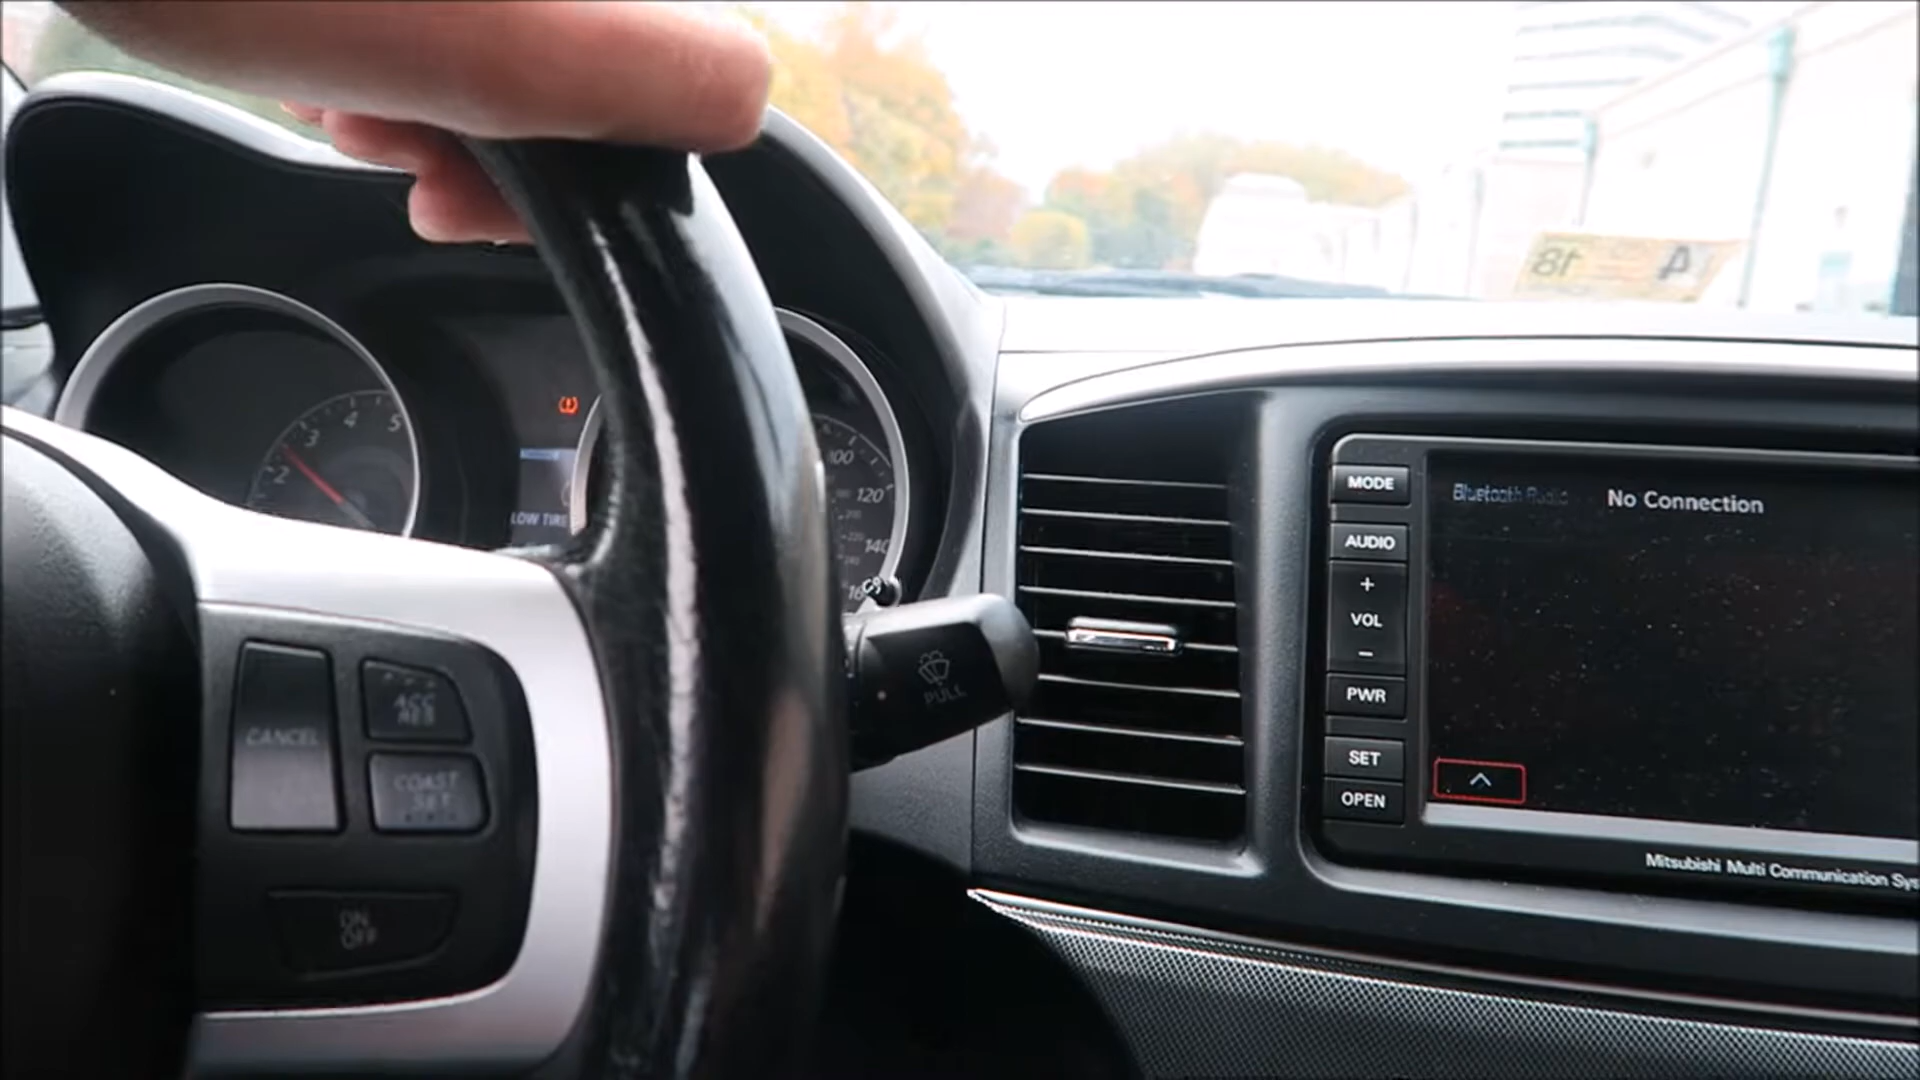 2
3
4
5
LOW TIRE
100
120
140
CANCEL
ACC
RES
COAST
SET
ON
OFF
PULL
18
4
MODE
AUDIO
+
VOL
−
PWR
SET
OPEN
Bluetooth Audio
No Connection
Mitsubishi Multi Communication Sys